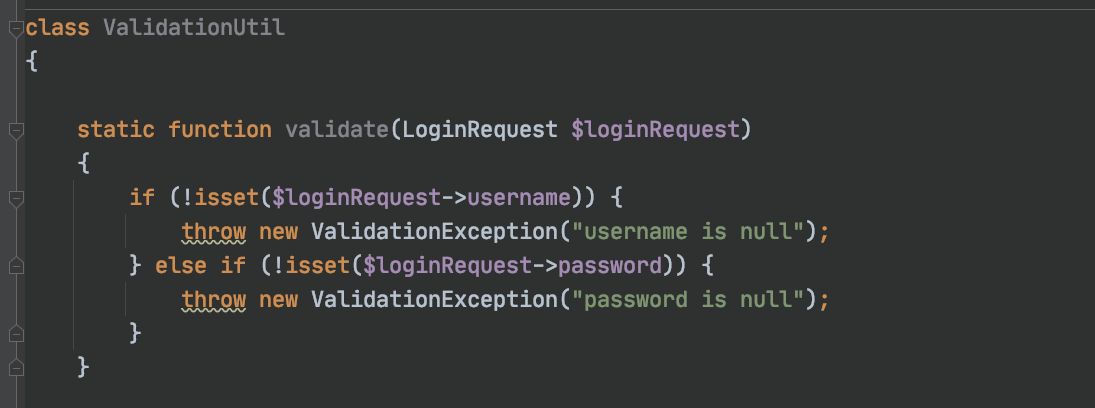 class ValidationUtil
{
static function validate(LoginRequest $loginRequest)
{
if (!isset($loginRequest->username)) {
throw new ValidationException("username is null");
} else if (!isset($loginRequest->password)) {
throw new ValidationException("password is null");
}
}